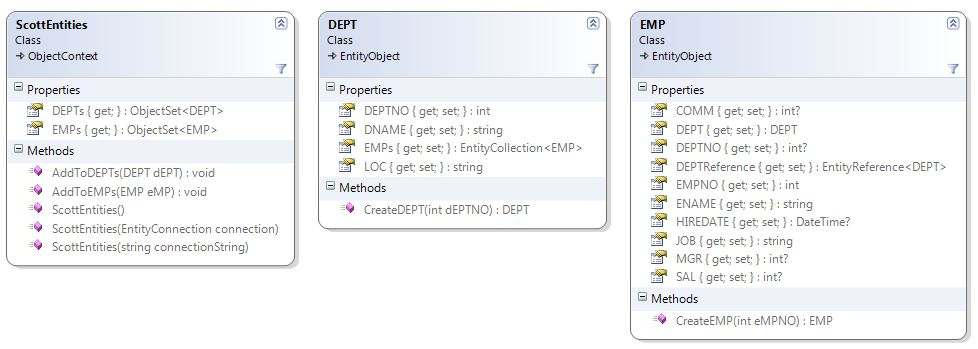 ScottEntities
Class
ObjectContext
Properties
DEPTs { get; } : ObjectSet<DEPT>
EMPs { get; } : ObjectSet<EMP>
Methods
AddToDEPTs(DEPT dEPT) : void
AddToEMPs(EMP eMP) : void
ScottEntities()
ScottEntities(EntityConnection connection)
ScottEntities(string connectionString)
DEPT
Class
EntityObject
Properties
DEPTNO { get; set; } : int
DNAME { get; set; } : string
EMPs { get; set; } : EntityCollection<EMP>
LOC { get; set; } : string
Methods
CreateDEPT(int dEPTNO) : DEPT
EMP
Class
EntityObject
Properties
COMM { get; set; } : int?
DEPT { get; set; } : DEPT
DEPTNO { get; set; } : int?
DEPTReference { get; set; } : EntityReference<DEPT>
EMPNO { get; set; } : int
ENAME { get; set; } : string
HIREDATE { get; set; } : DateTime?
JOB { get; set; } : string
MGR { get; set; } : int?
SAL { get; set; } : int?
Methods
CreateEMP(int eMPNO) : EMP